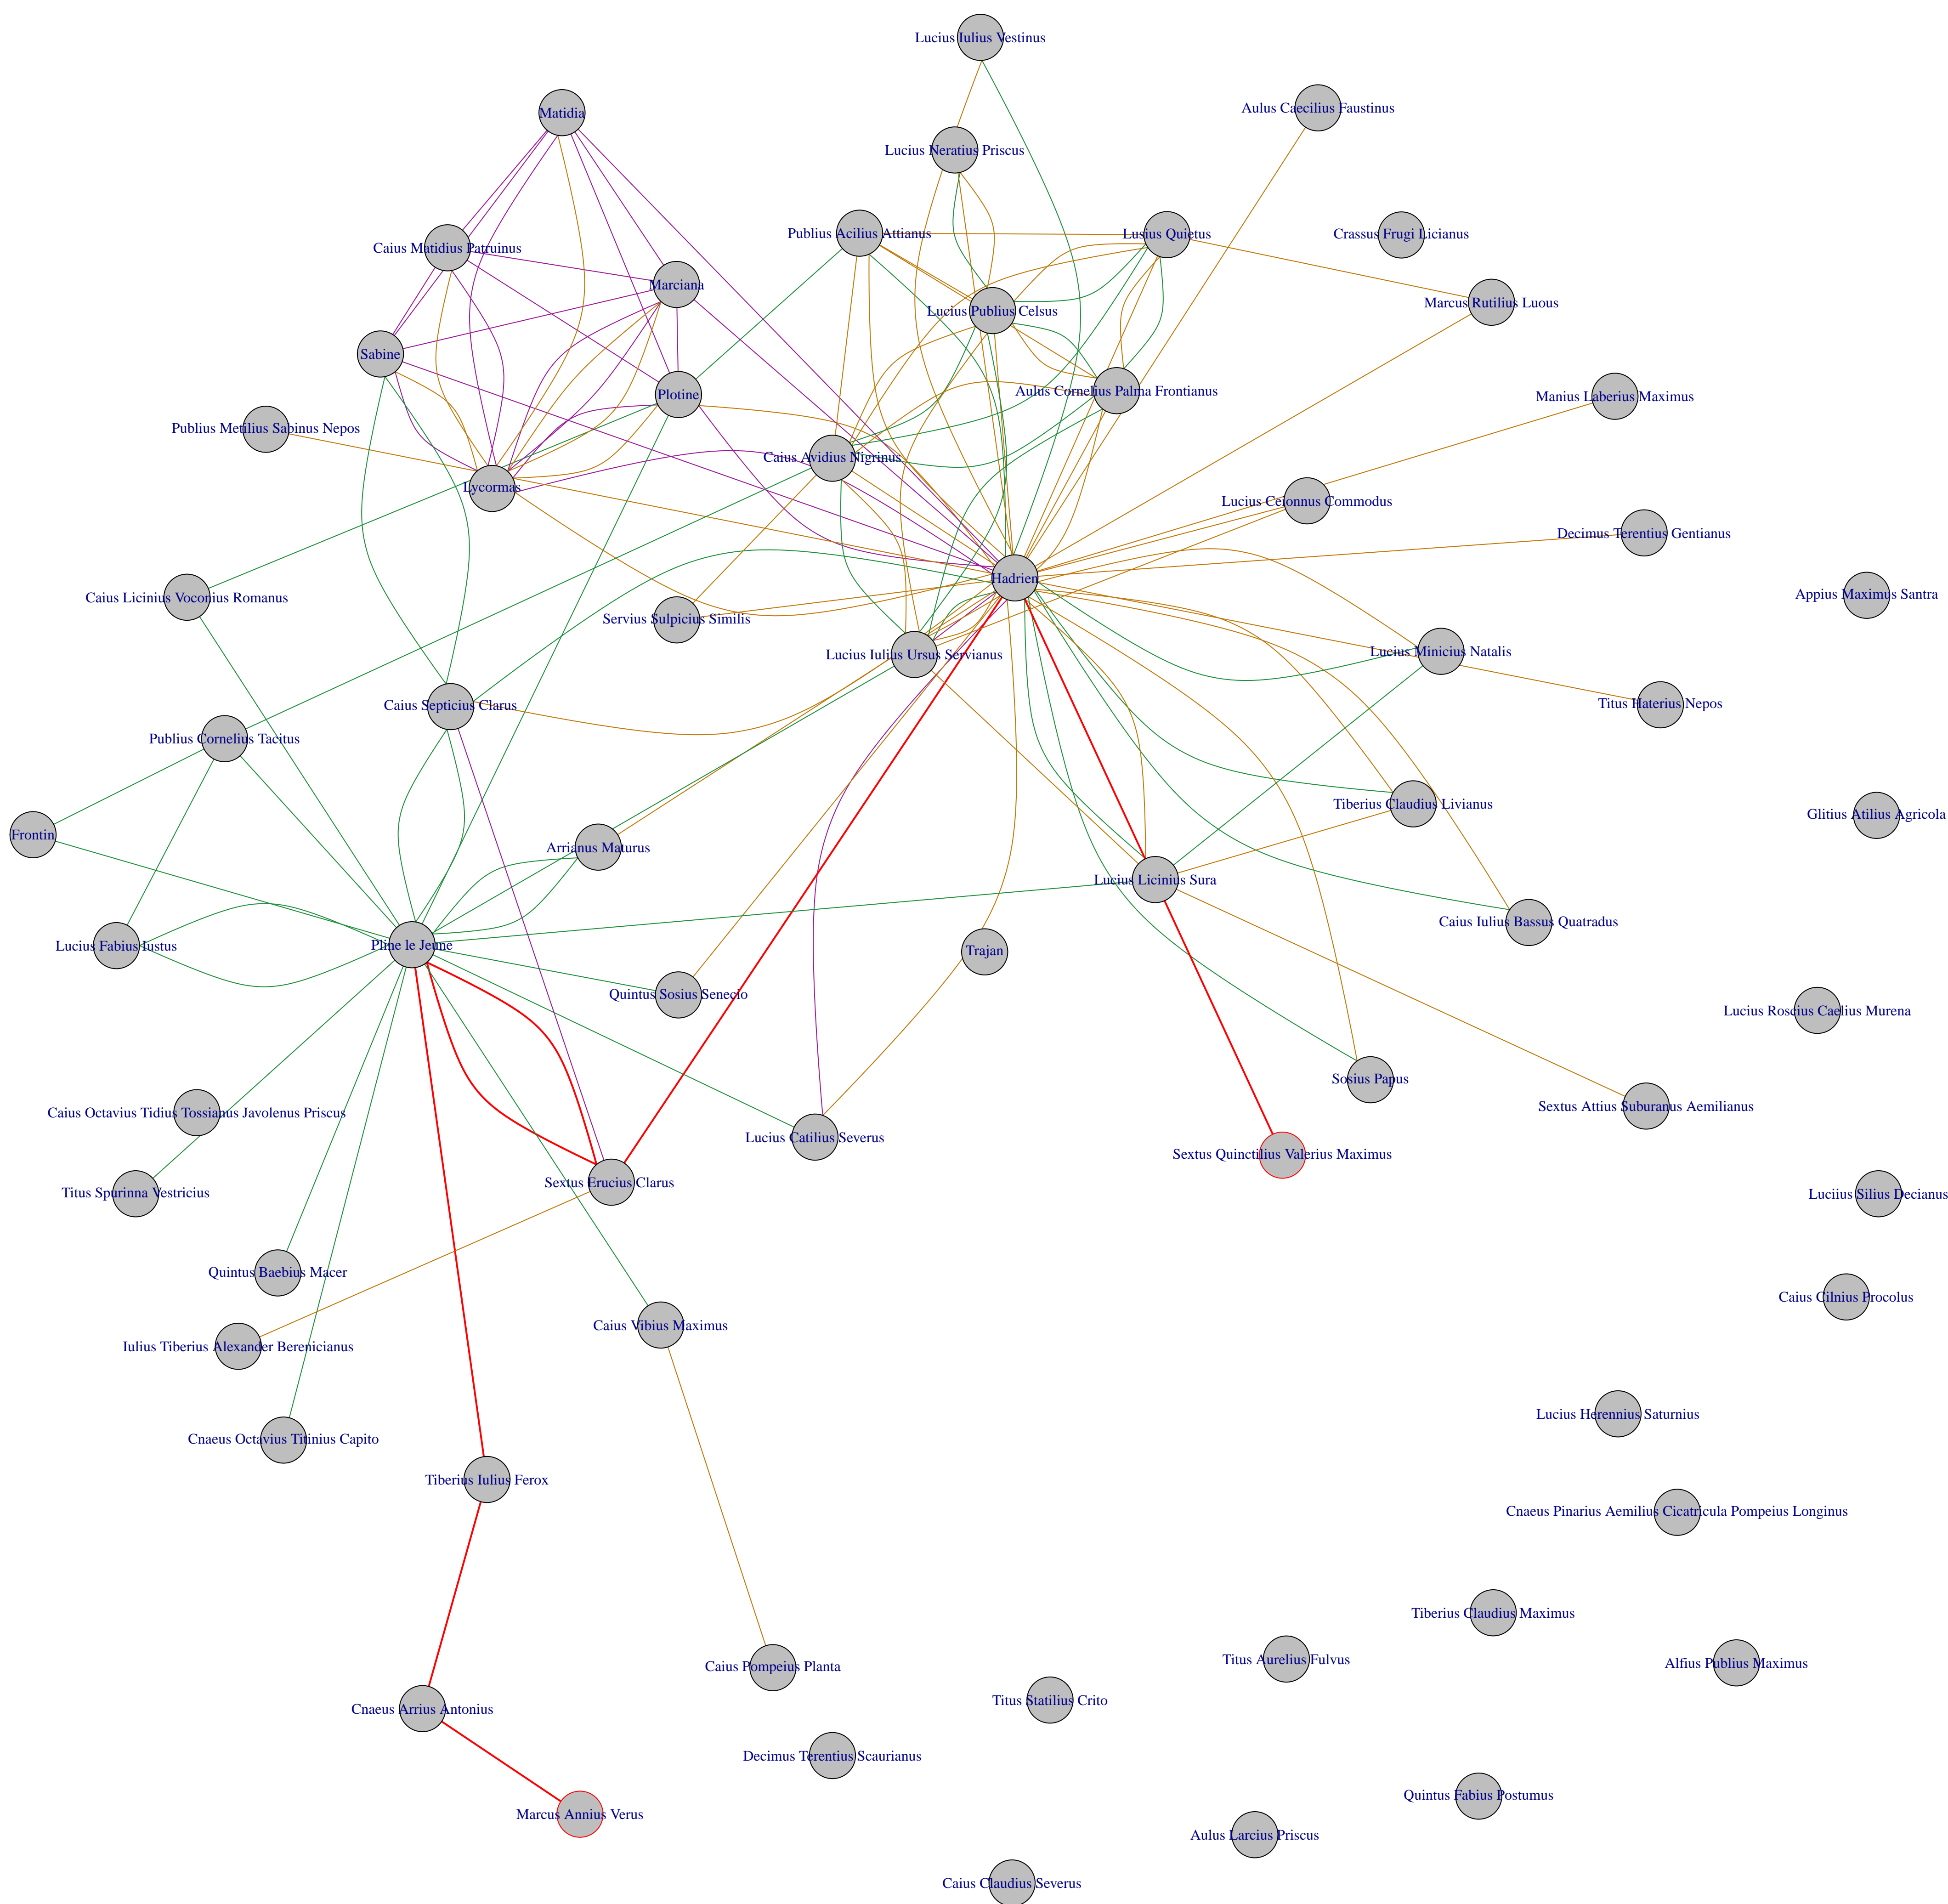 Lucius Iulius Vestinus
Aulus Caecilius Faustinus
Matidia
Lucius Neratius Priscus
Publius Acilius Attianus
Lusius Quietus
Crassus Frugi Licianus
Caius Matidius Patruinus
Marciana
Marcus Rutilius Luous
Lucius Publius Celsus
Sabine
Plotine
Aulus Cornelius Palma Frontianus
Manius Laberius Maximus
Publius Metilius Sabinus Nepos
Caius Avidius Nigrinus
Lycormas
Lucius Ceionnus Commodus
Decimus Terentius Gentianus
Hadrien
Appius Maximus Santra
Caius Licinius Voconius Romanus
Servius Sulpicius Similis
Lucius Iulius Ursus Servianus
Lucius Minicius Natalis
Caius Septicius Clarus
Titus Haterius Nepos
Publius Cornelius Tacitus
Tiberius Claudius Livianus
Glitius Atilius Agricola
Frontin
Arrianus Maturus
Lucius Licinius Sura
Caius Iulius Bassus Quatradus
Lucius Fabius Iustus
Pline le Jeune
Trajan
Quintus Sosius Senecio
Lucius Roscius Caelius Murena
Sosius Papus
Sextus Attius Suburanus Aemilianus
Caius Octavius Tidius Tossianus Javolenus Priscus
Lucius Catilius Severus
Sextus Quinctilius Valerius Maximus
Sextus Erucius Clarus
Titus Spurinna Vestricius
Luciius Silius Decianus
Quintus Baebius Macer
Caius Cilnius Procolus
Caius Vibius Maximus
Iulius Tiberius Alexander Berenicianus
Lucius Herennius Saturnius
Cnaeus Octavius Titinius Capito
Tiberius Iulius Ferox
Cnaeus Pinarius Aemilius Cicatricula Pompeius Longinus
Tiberius Claudius Maximus
Titus Aurelius Fulvus
Alfius Publius Maximus
Caius Pompeius Planta
Titus Statilius Crito
Cnaeus Arrius Antonius
Decimus Terentius Scaurianus
Quintus Fabius Postumus
Marcus Annius Verus
Aulus Larcius Priscus
Caius Claudius Severus